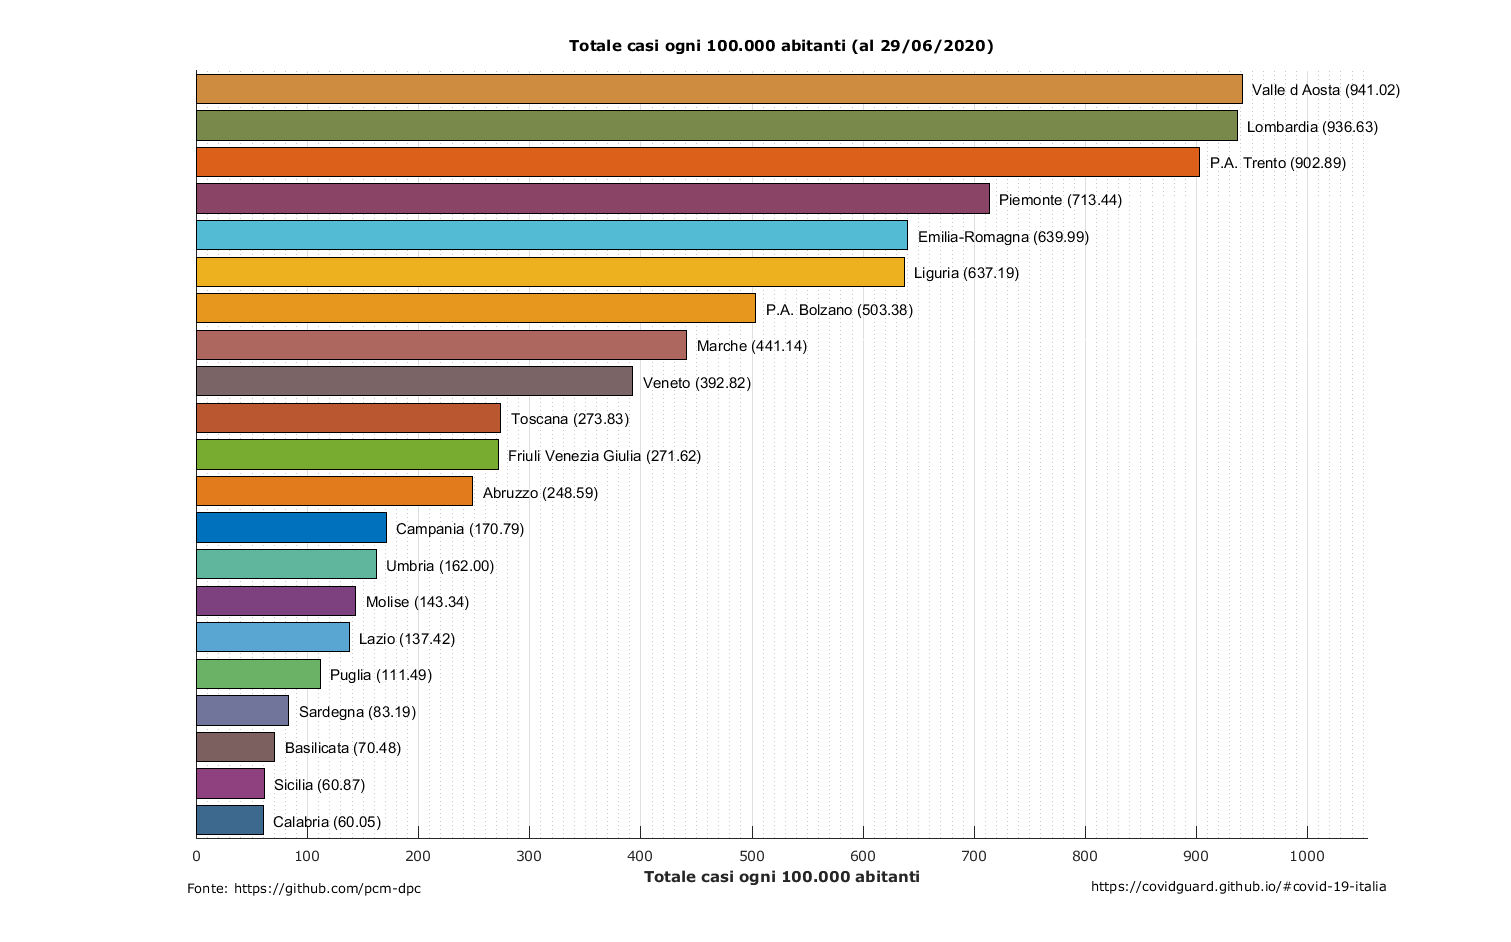 Totale casi ogni 100.000 abitanti (al 29/06/2020)
Valle d Aosta (941.02)
Lombardia (936.63)
P.A. Trento (902.89)
Piemonte (713.44)
Emilia-Romagna (639.99)
Liguria (637.19)
P.A. Bolzano (503.38)
Marche (441.14)
Veneto (392.82)
Toscana (273.83)
Friuli Venezia Giulia (271.62)
Abruzzo (248.59)
Campania (170.79)
Umbria (162.00)
Molise (143.34)
Lazio (137.42)
Puglia (111.49)
Sardegna (83.19)
Basilicata (70.48)
Sicilia (60.87)
Calabria (60.05)
0 100 200 300 400 500 600 700 800 900 1000
Totale casi ogni 100.000 abitanti
Fonte: https://github.com/pcm-dpc
https://covidguard.github.io/#covid-19-italia